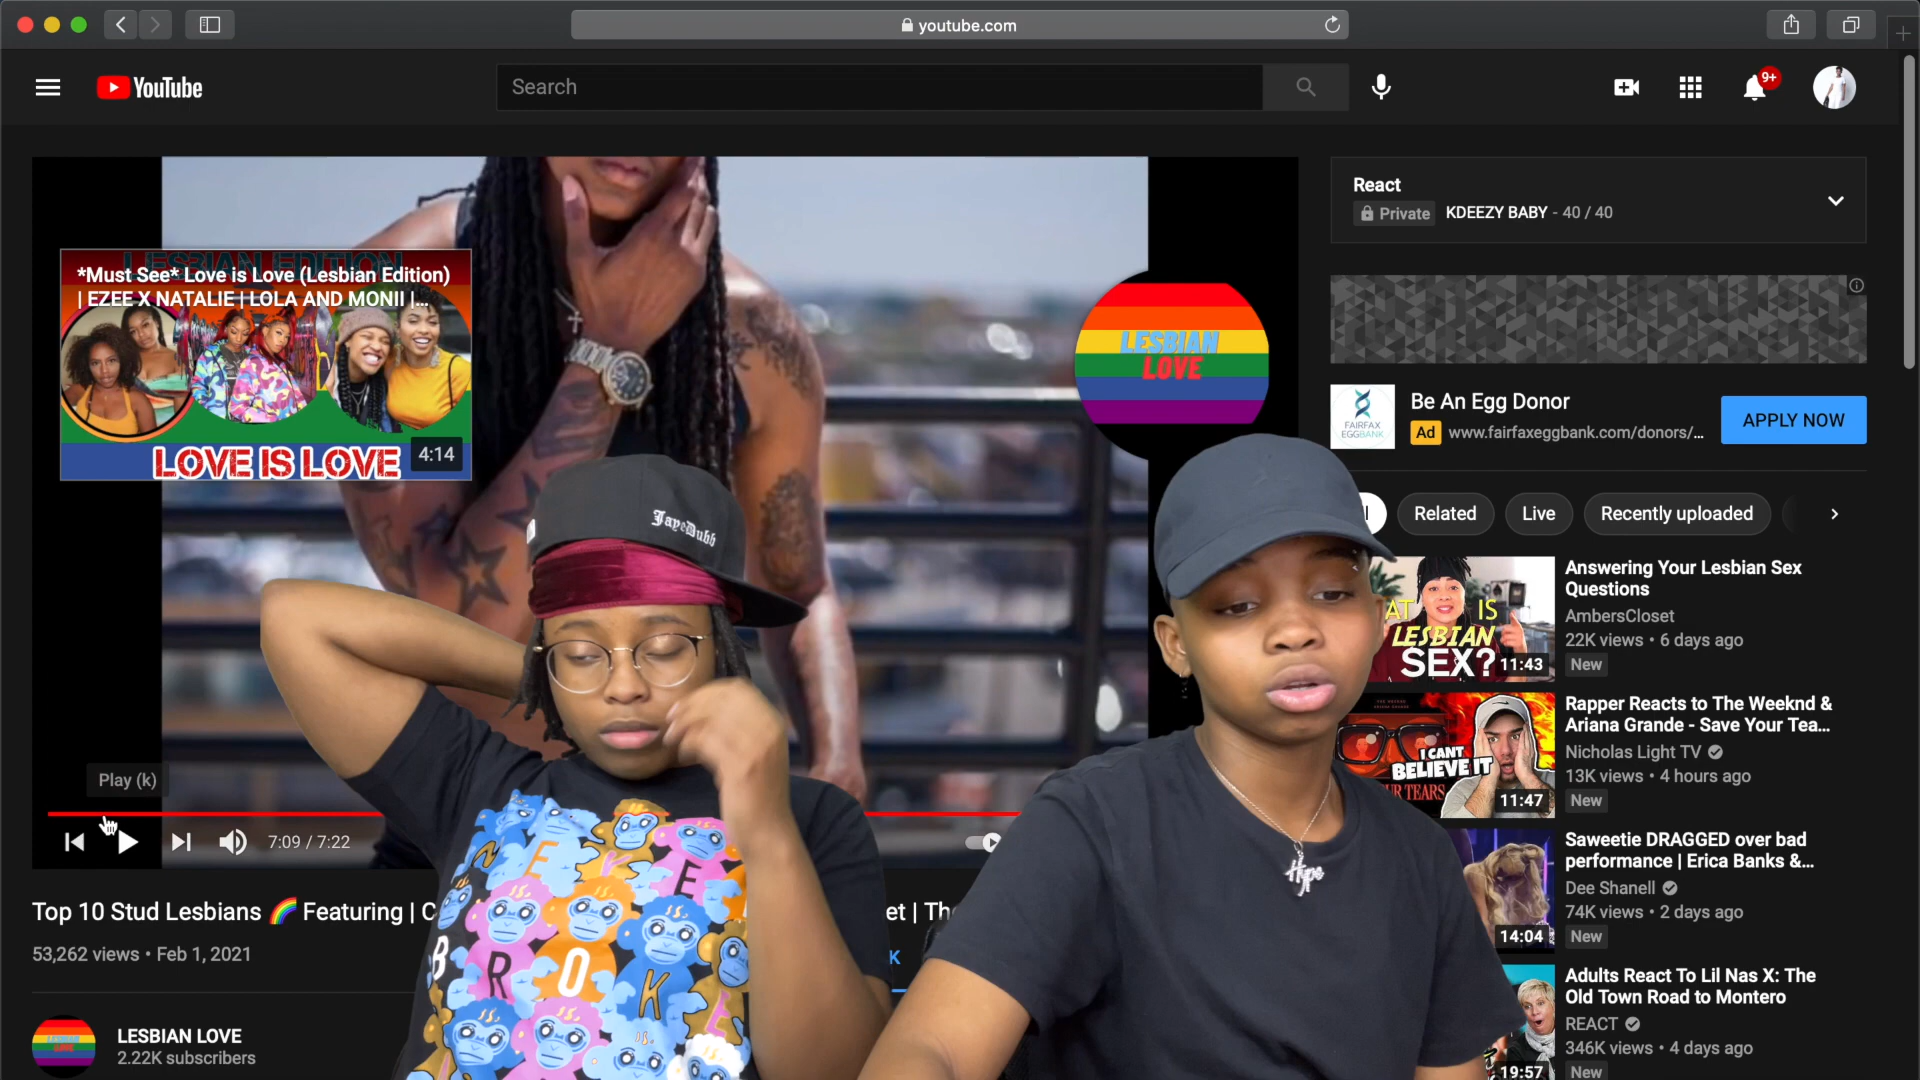 youtube.com
YouTube
Search
9+
React
Private KDEEZY BABY - 40 / 40
*Must See* Love is Love (Lesbian Edition)
| EZEE X NATALIE | LOLA AND MONII |...
LOVE IS LOVE
4:14
LESBIAN
LOVE
FAIRFAX
EGGBANK
Be An Egg Donor
Ad www.fairfaxeggbank.com/donors/...
APPLY NOW
Related
Live
Recently uploaded
JayeDubb
IS
LESBIAN
SEX?
11:43
Answering Your Lesbian Sex
Questions
AmbersCloset
22K views • 6 days ago
New
I CANT
BELIEVE IT
TEARS
11:47
Rapper Reacts to The Weeknd &
Ariana Grande - Save Your Tea...
Nicholas Light TV
13K views • 4 hours ago
New
Play (k)
7:09 / 7:22
Hype
14:04
Saweetie DRAGGED over bad
performance | Erica Banks &...
Dee Shanell
74K views • 2 days ago
New
Top 10 Stud Lesbians 🌈 Featuring | C
et | Th
53,262 views • Feb 1, 2021
K
BROKE
19:57
Adults React To Lil Nas X: The
Old Town Road to Montero
REACT
346K views • 4 days ago
New
LESBIAN LOVE
2.22K subscribers